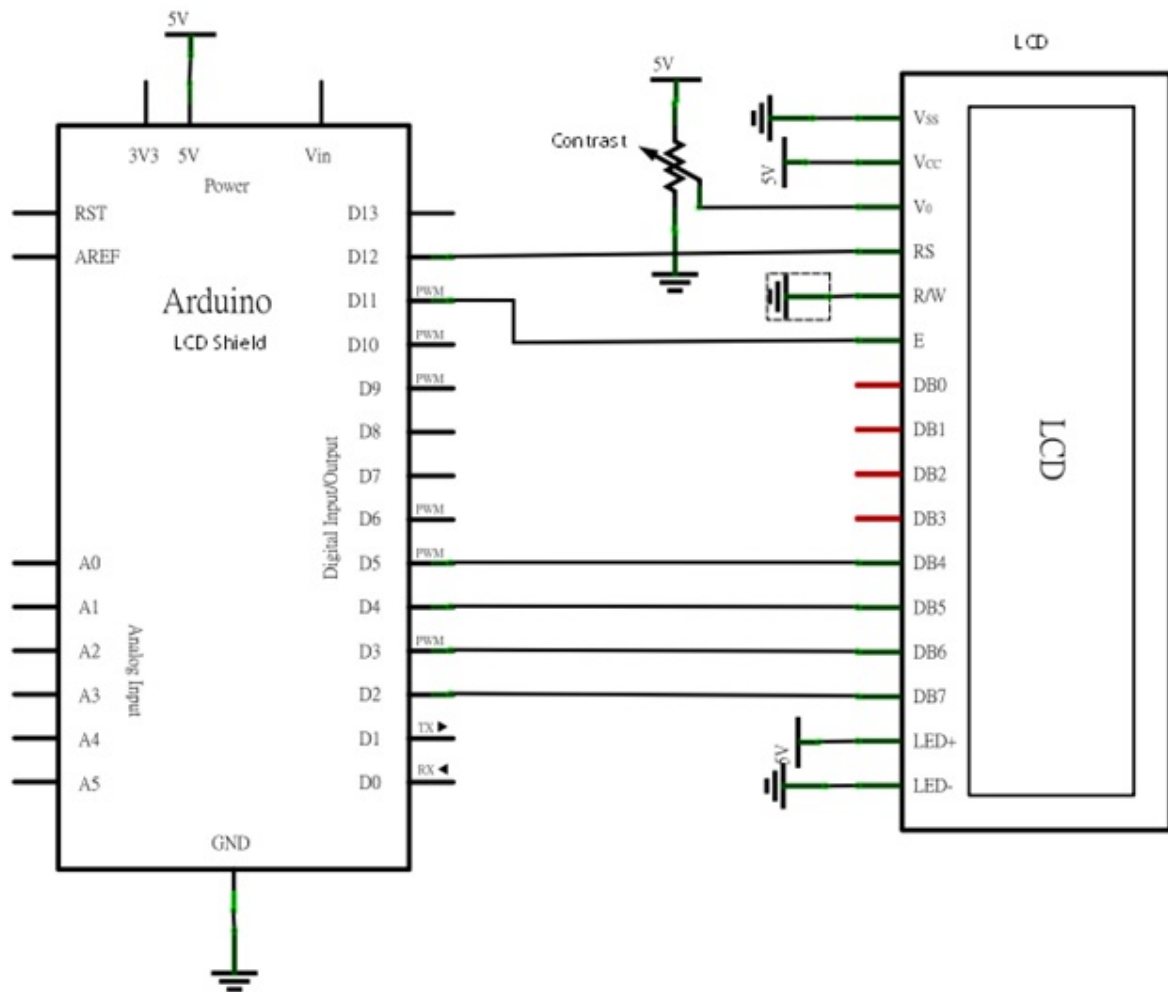 5V
3V3 5V Vin
Power
RST
AREF
Arduino
LCD Shield
A0
A1
A2
A3
A4
A5
Analog Input
D13
D12
D11 PWM
D10 PWM
D9 PWM
D8
D7
D6 PWM
D5 PWM
D4
D3 PWM
D2
D1 TX
D0 RX
Digital Input/Output
GND
5V
Contrast
LCD
Vss
5V Vcc
V0
RS
R/W
E
DB0
DB1
DB2
DB3
DB4
DB5
DB6
DB7
LED+
LED-
LCD